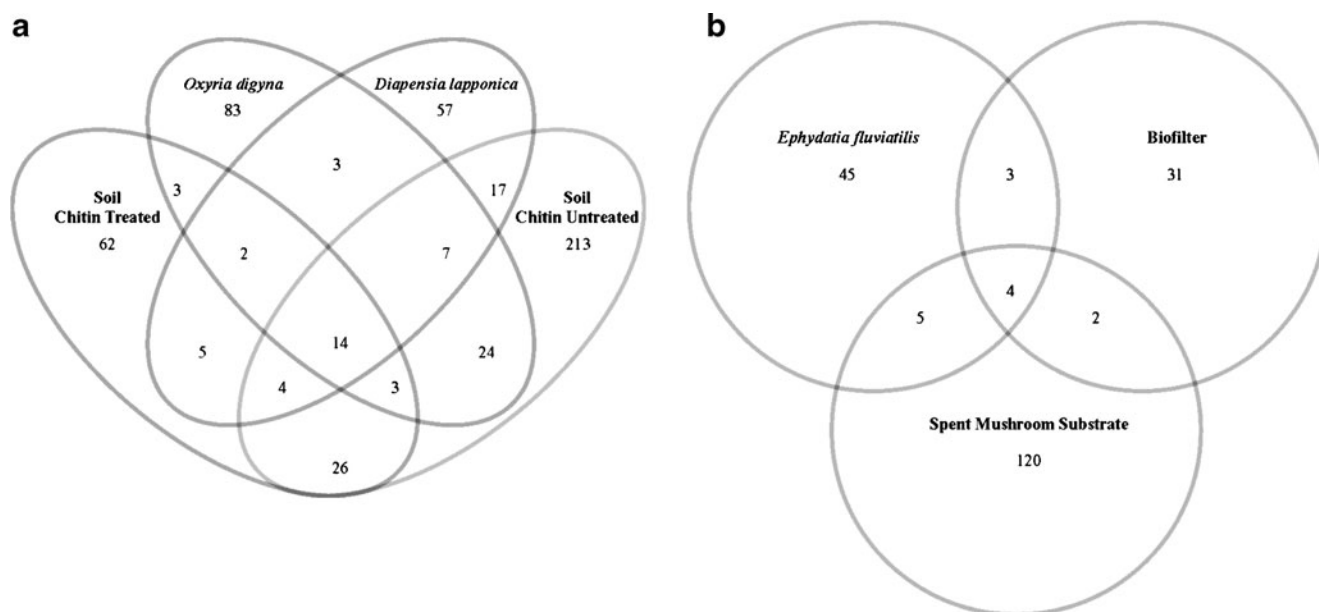 a
Oxyria digyna
83
Diapensia lapponica
57
3
3
17
Soil
Chitin Treated
62
Soil
Chitin Untreated
213
2
7
5
14
24
4
3
26
b
Ephydatia fluviatilis
45
3
Biofilter
31
4
5
2
Spent Mushroom Substrate
120